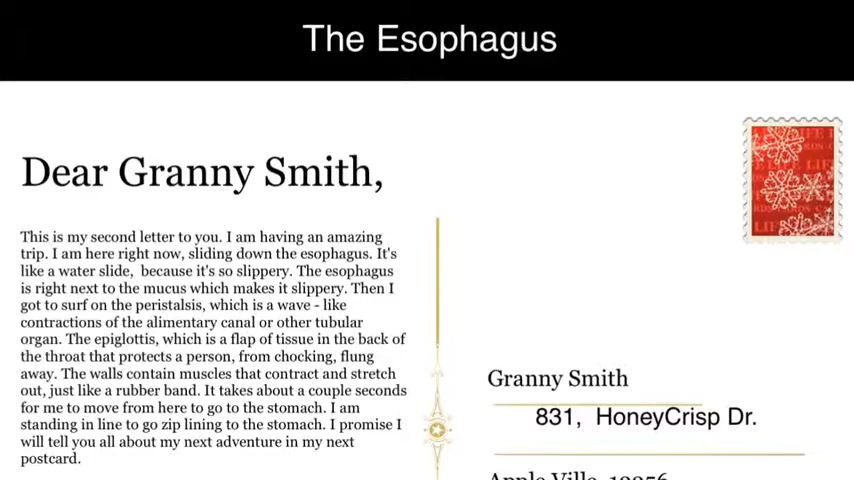 The Esophagus
Dear Granny Smith,
This is my second letter to you. I am having an amazing
trip. I am here right now, sliding down the esophagus. It's
like a water slide,  because it's so slippery. The esophagus
is right next to the mucus which makes it slippery. Then I
got to surf on the peristalsis, which is a wave - like
contractions of the alimentary canal or other tubular
organ. The epiglottis, which is a flap of tissue in the back of
the throat that protects a person, from chocking, flung
away. The walls contain muscles that contract and stretch
out, just like a rubber band. It takes about a couple seconds
for me to move from here to go to the stomach. I am
standing in line to go zip lining to the stomach. I promise I
will tell you all about my next adventure in my next
postcard.
Granny Smith
831,  HoneyCrisp Dr.
Apple Ville,